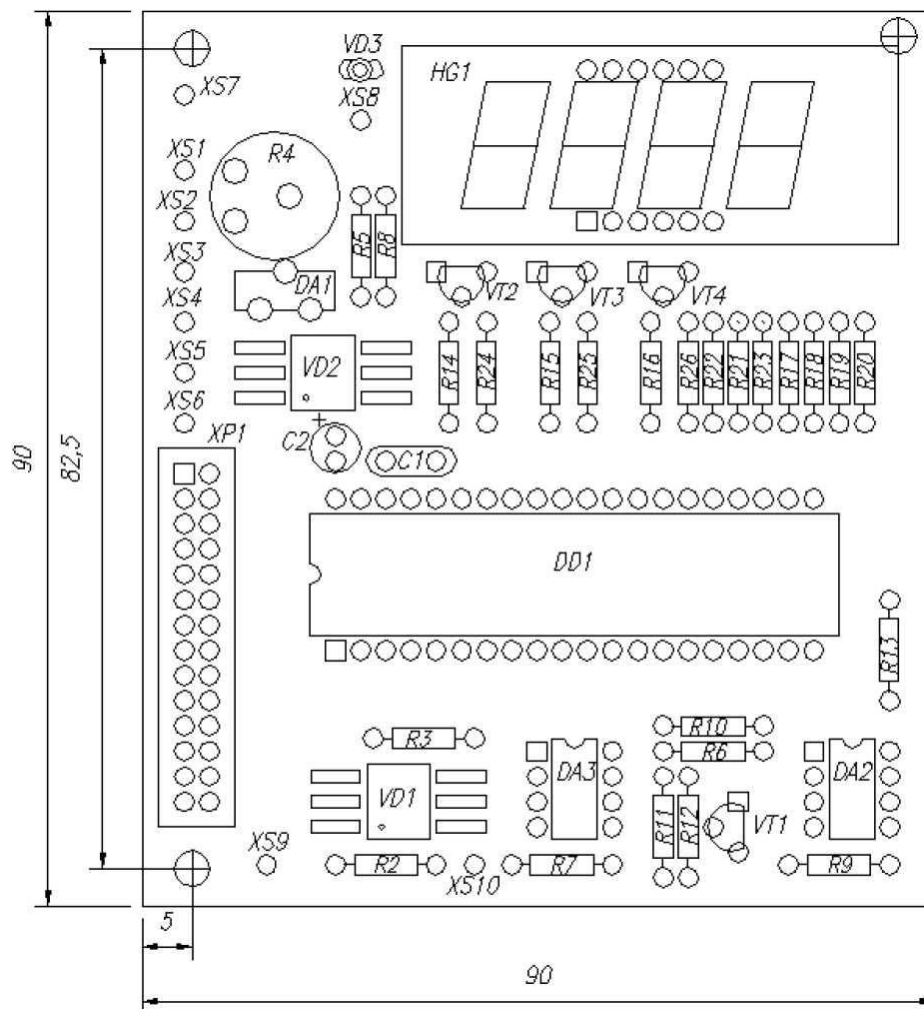 VD3
HG1
XS7
XS8
XS1
R4
XS2
R5
R8
XS3
DA1
VT2
VT3
VT4
XS4
XS5
VD2
R14
R24
R15
R25
R16
R26
R22
R21
R23
R17
R18
R19
R20
XS6
+
XP1
C2
C1
90
82,5
DD1
R13
R10
R3
R6
DA3
DA2
VD1
R11
R12
VT1
XS9
R2
XS10
R7
R9
5
90